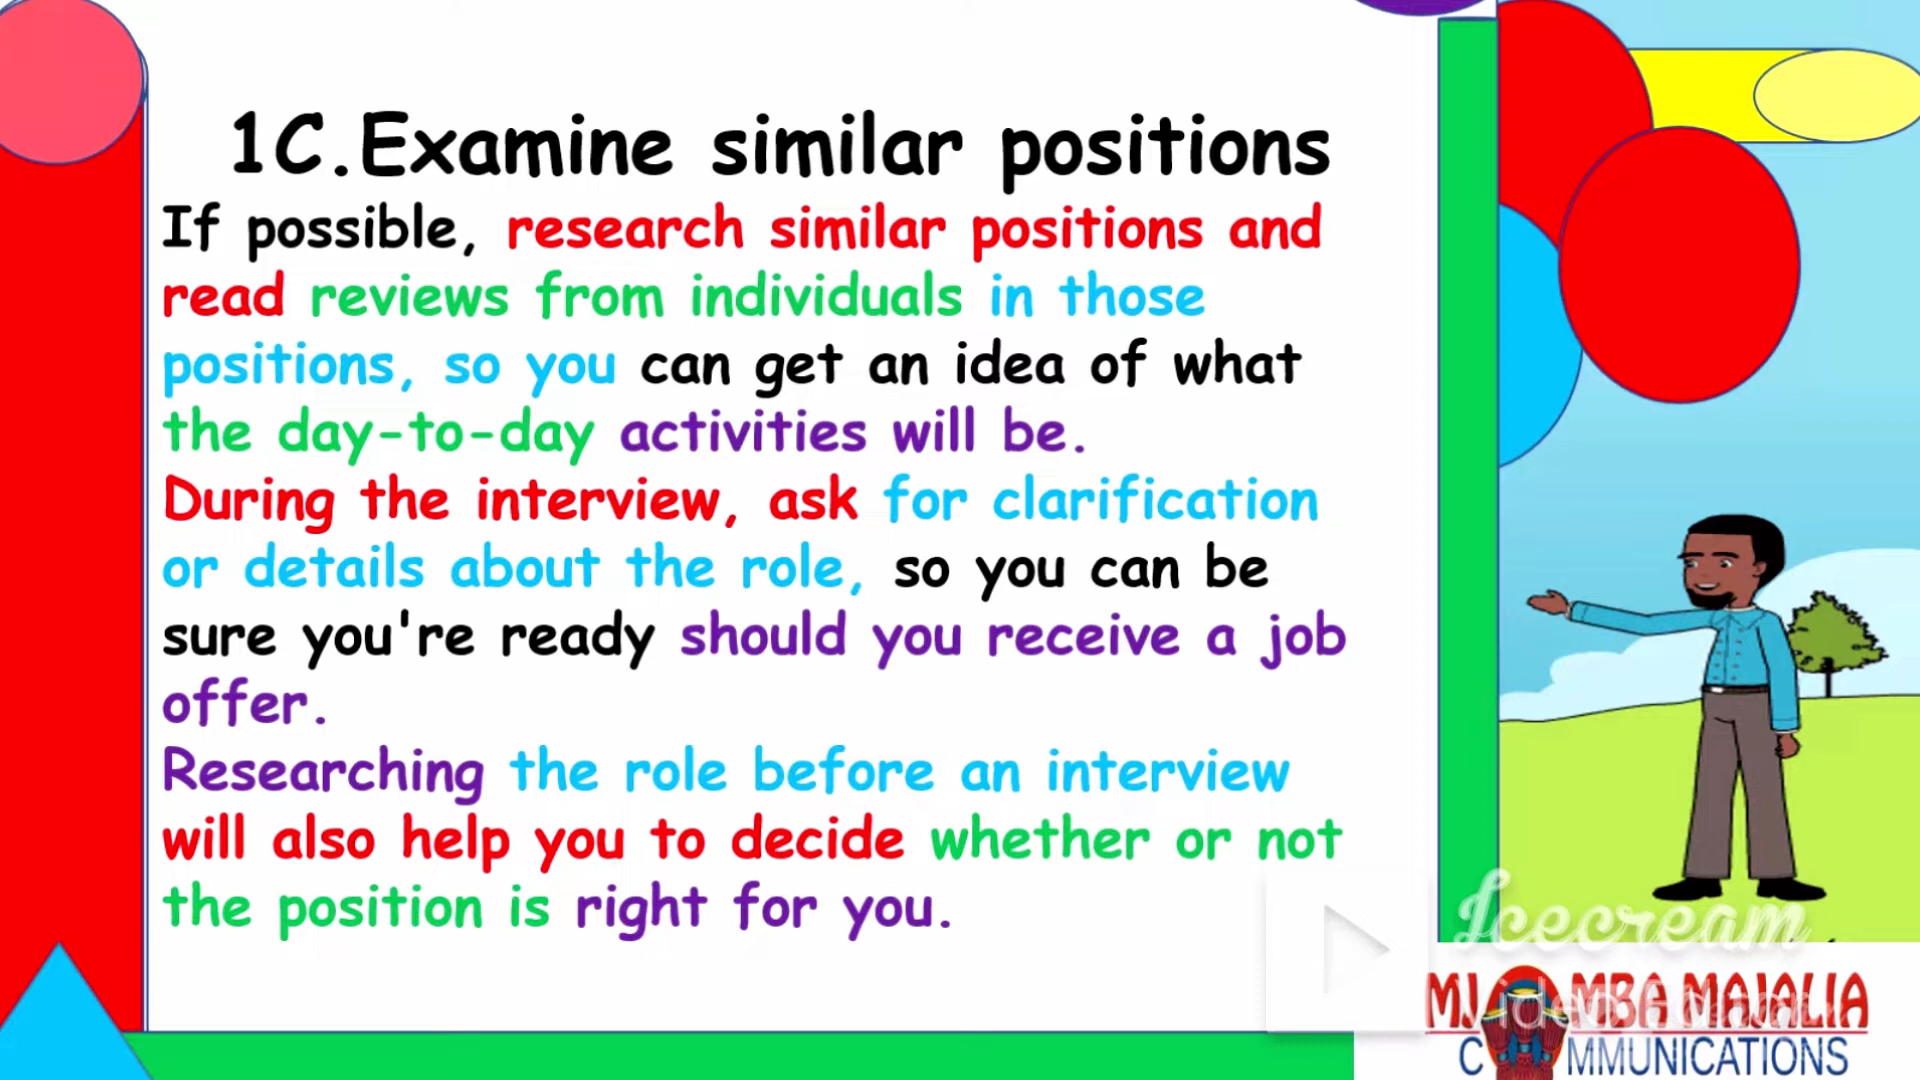 1C.Examine similar positions
If possible, research similar positions and
read reviews from individuals in those
positions, so you can get an idea of what
the day-to-day activities will be.
During the interview, ask for clarification
or details about the role, so you can be
sure you're ready should you receive a job
offer.
Researching the role before an interview
will also help you to decide whether or not
the position is right for you.
Icecream
Video Editor
MJOMBA MAJALIA
COMMUNICATIONS